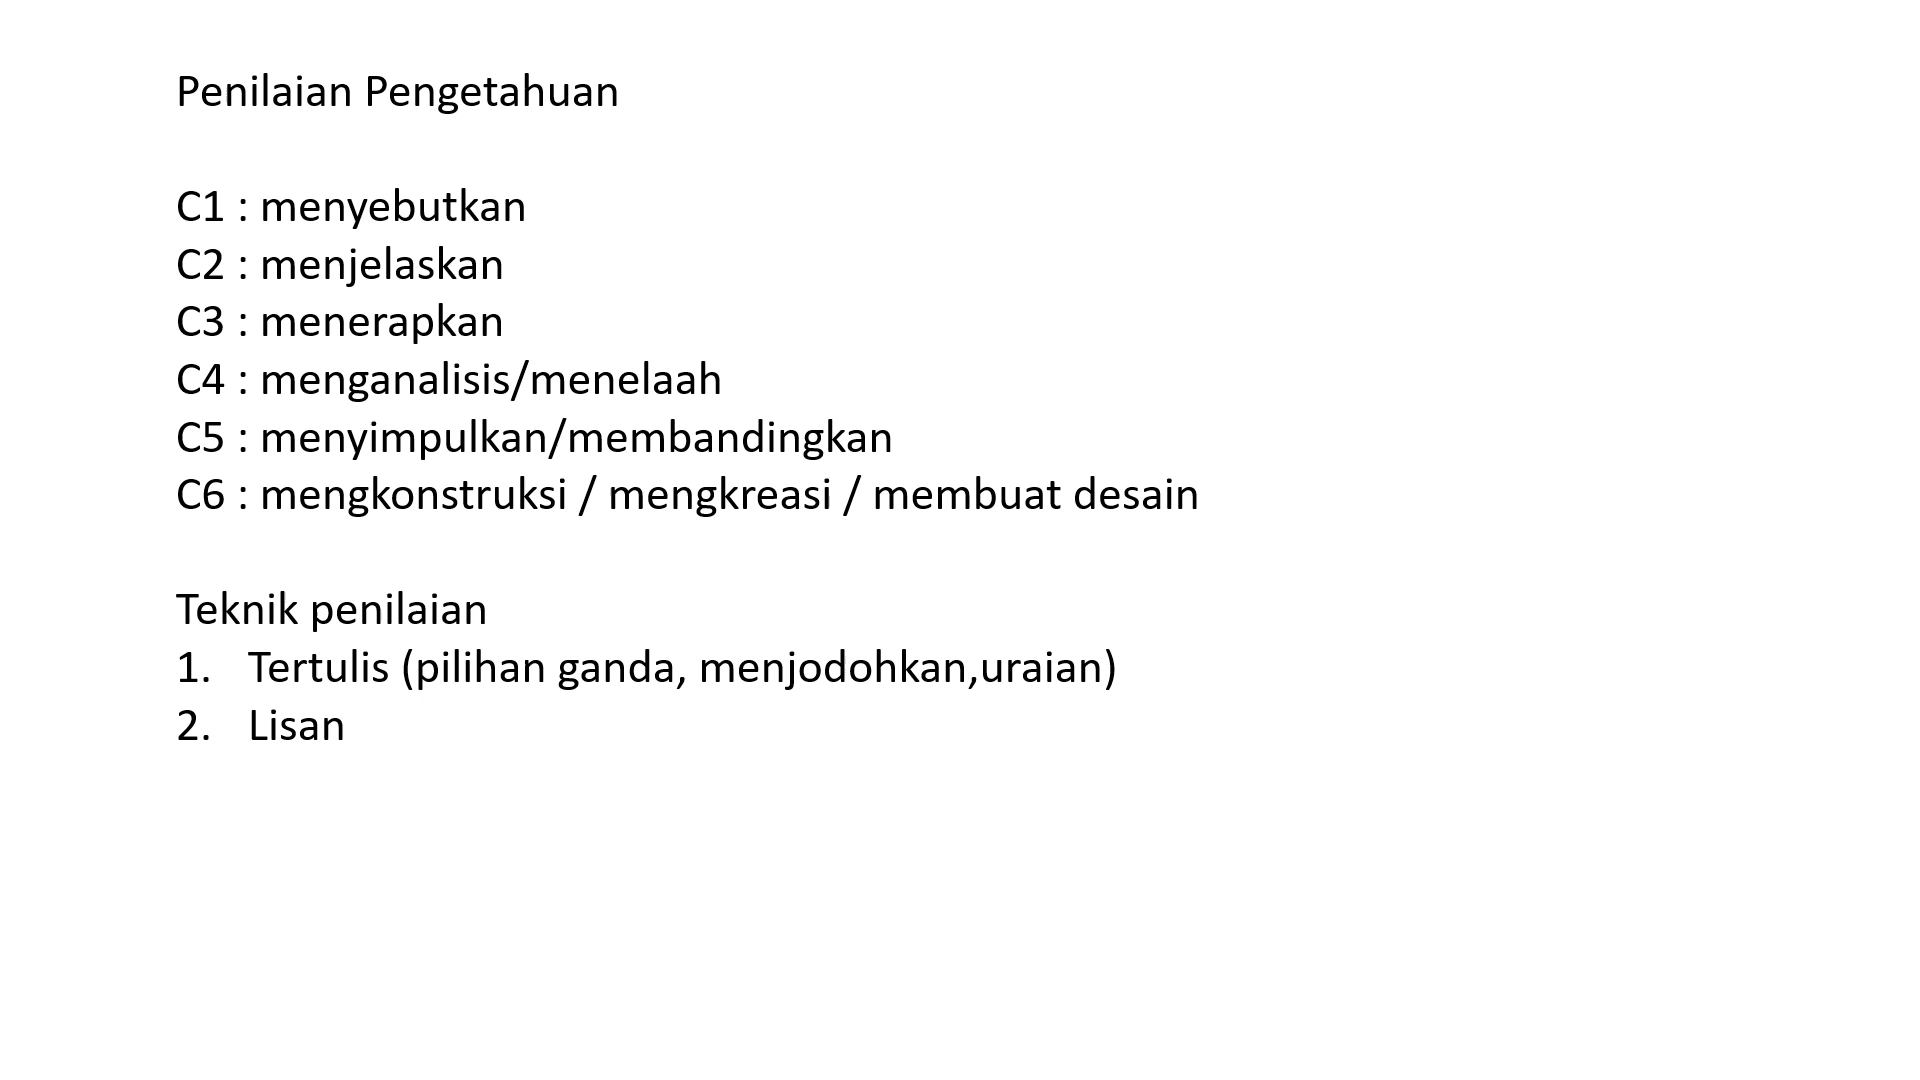 Penilaian Pengetahuan
C1 : menyebutkan
C2 : menjelaskan
C3 : menerapkan
C4 : menganalisis/menelaah
C5 : menyimpulkan/membandingkan
C6 : mengkonstruksi / mengkreasi / membuat desain
Teknik penilaian
1. Tertulis (pilihan ganda, menjodohkan,uraian)
2. Lisan